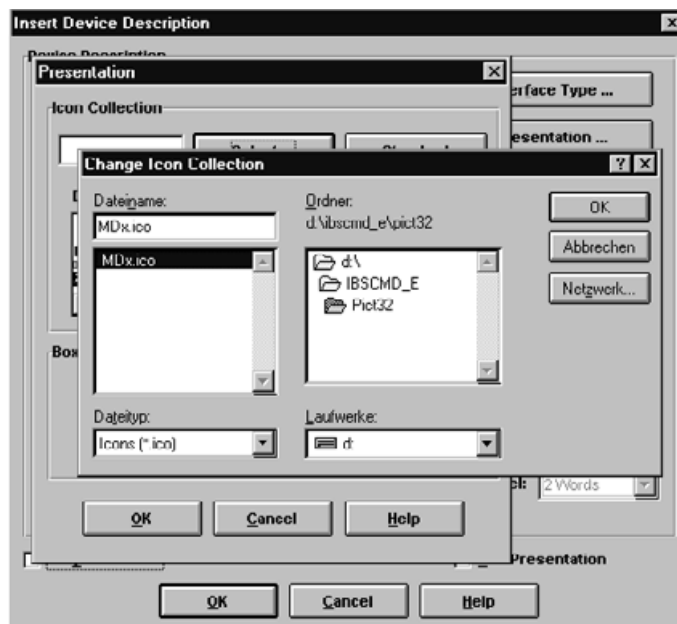 Insert Device Description
Device Description
Presentation
erface Type ...
Icon Collection
esentation ...
Change Icon Collection
Dateiname:
Ordner:
MDx.ico
d:\ibscmd_e\pict32
OK
MDx.ico
d:\
Abbrechen
IBSCMD_E
Netzwerk...
Pict32
Box
Dateityp:
Laufwerke:
Icons (*.ico)
d:
2 Words
OK
Cancel
Help
Presentation
OK
Cancel
Help